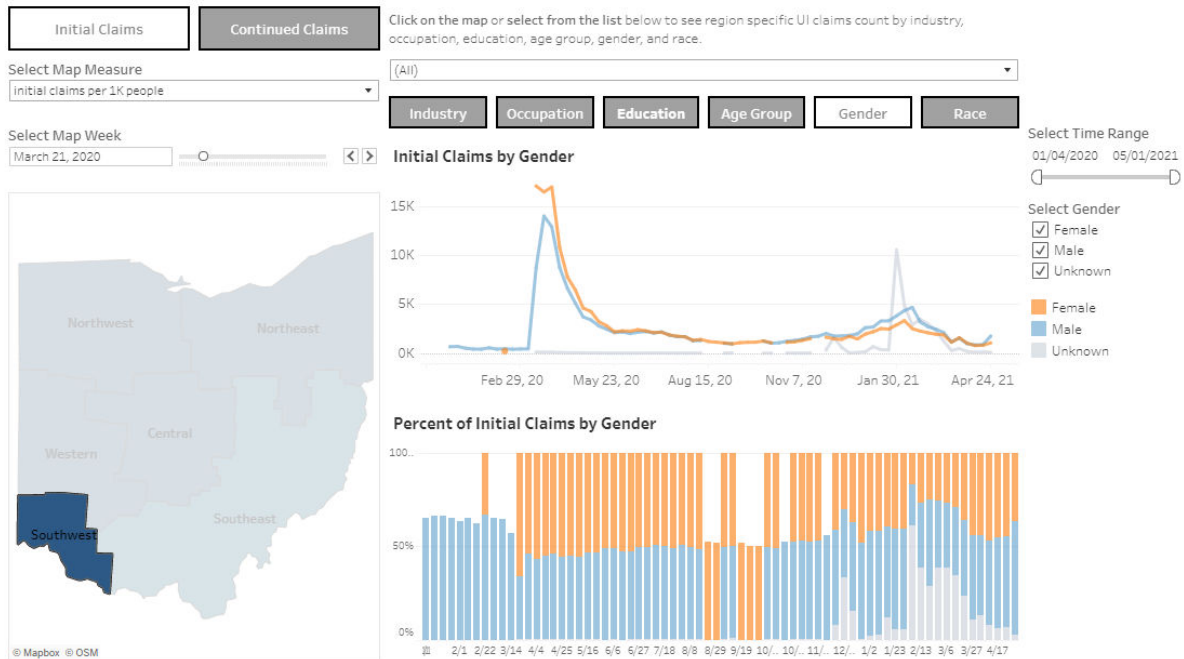 Initial Claims
Continued Claims
Click on the map or select from the list below to see region specific UI claims count by industry,
occupation, education, age group, gender, and race.
Select Map Measure
initial claims per 1K people
(All)
Industry
Occupation
Education
Age Group
Gender
Race
Select Map Week
March 21, 2020
Select Time Range
01/04/2020
05/01/2021
Initial Claims by Gender
15K
10K
5K
0K
Feb 29, 20
May 23, 20
Aug 15, 20
Nov 7, 20
Jan 30, 21
Apr 24, 21
Select Gender
Female
Male
Unknown
Female
Male
Unknown
Northwest
Northeast
Central
Western
Southeast
Southwest
Percent of Initial Claims by Gender
100...
50%
0%
2/1
2/22
3/14
4/4
4/25
5/16
6/6
6/27
7/18
8/8
8/29
9/19
10/..
10/..
11/..
12/..
1/2
1/23
2/13
3/6
3/27
4/17
© Mapbox © OSM